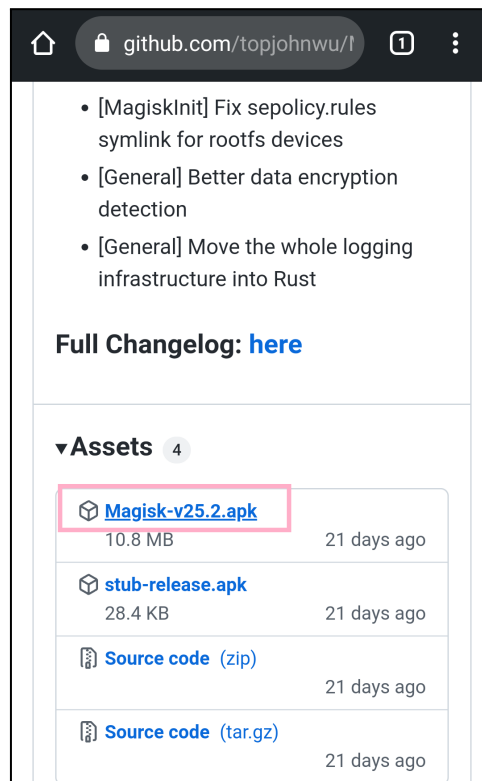 github.com/topjohnwu/
1
• [MagiskInit] Fix sepolicy.rules
symlink for rootfs devices
• [General] Better data encryption
detection
• [General] Move the whole logging
infrastructure into Rust
Full Changelog: here
▾Assets 4
Magisk-v25.2.apk
10.8 MB 21 days ago
stub-release.apk
28.4 KB 21 days ago
Source code (zip)
21 days ago
Source code (tar.gz)
21 days ago